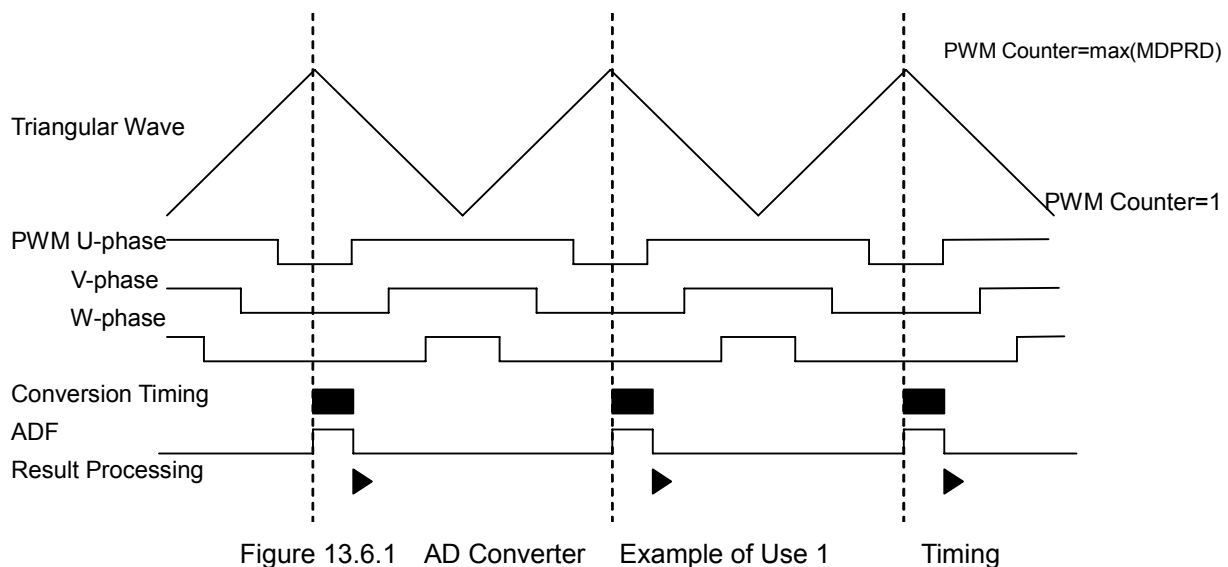 PWM Counter=max(MDPRD)
Triangular Wave
PWM Counter=1
PWM U-phase
V-phase
W-phase
Conversion Timing
ADF
Result Processing
Figure 13.6.1 AD Converter Example of Use 1 Timing